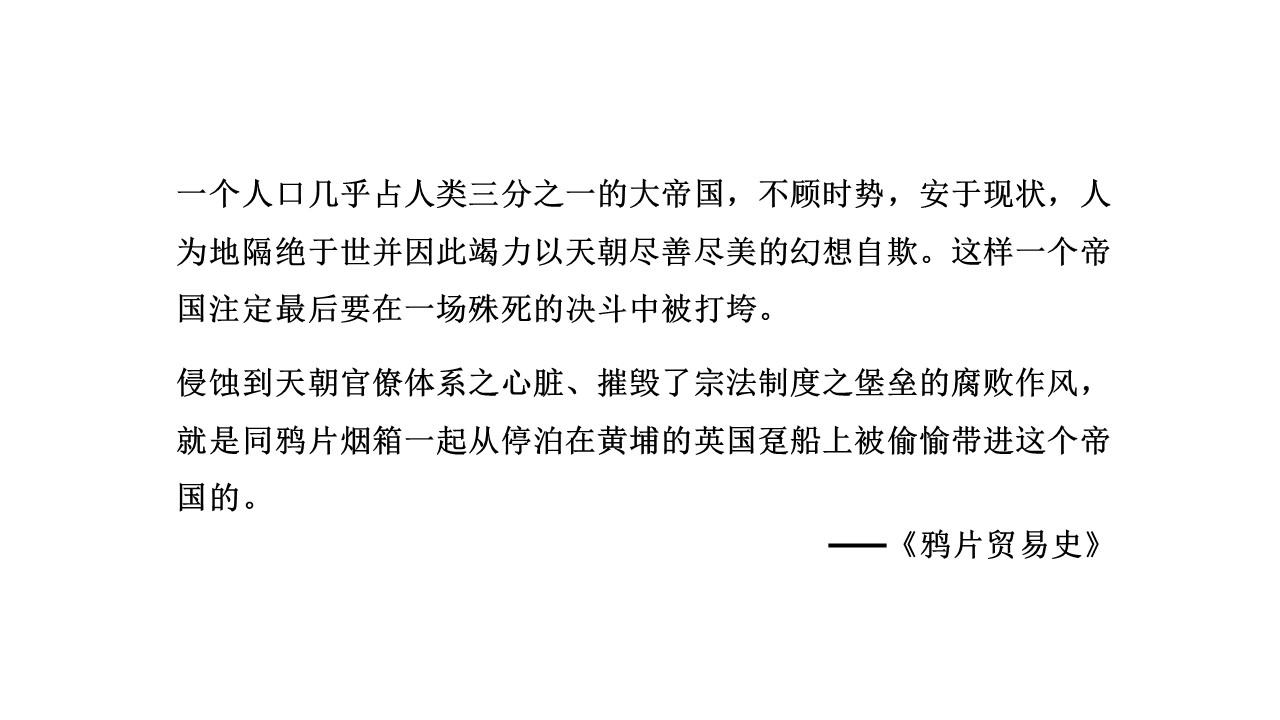 一个人口几乎占人类三分之一的大帝国，不顾时势，安于现状，人
为地隔绝于世并因此竭力以天朝尽善尽美的幻想自欺。这样一个帝
国注定最后要在一场殊死的决斗中被打垮。
侵蚀到天朝官僚体系之心脏、摧毁了宗法制度之堡垒的腐败作风，
就是同鸦片烟箱一起从停泊在黄埔的英国趸船上被偷愉带进这个帝
国的。
——《鸦片贸易史》